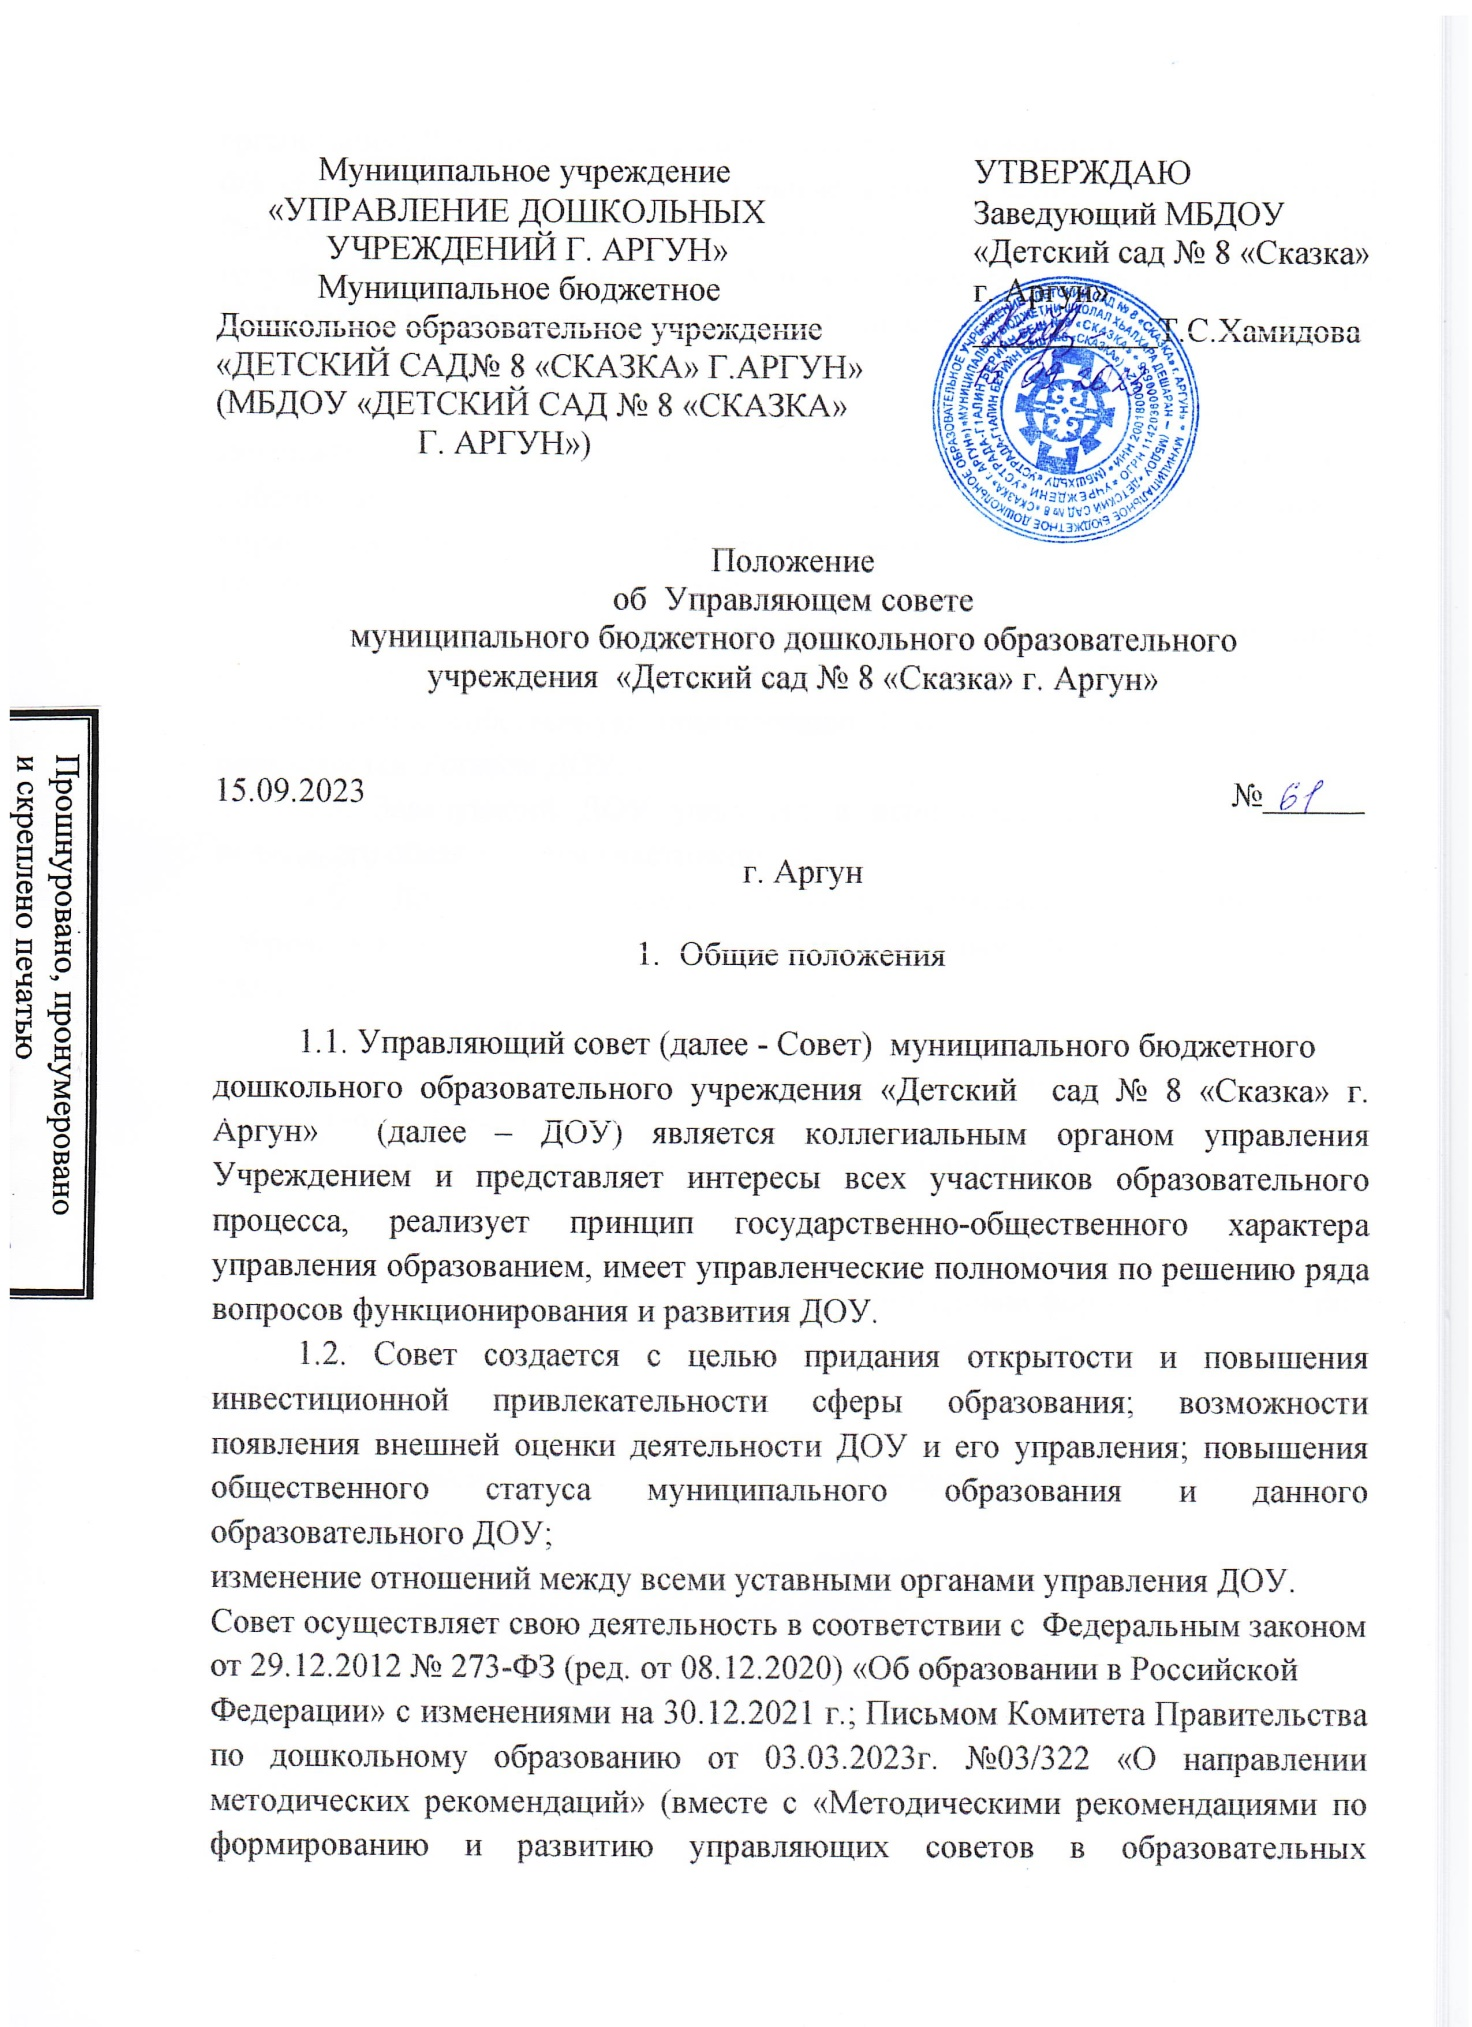 Муниципальное учреждение
«УПРАВЛЕНИЕ ДОШКОЛЬНЫХ
УЧРЕЖДЕНИЙ Г. АРГУН»
Муниципальное бюджетное
Дошкольное образовательное учреждение
«ДЕТСКИЙ САД№ 8 «СКАЗКА» Г.АРГУН»
(МБДОУ «ДЕТСКИЙ САД № 8 «СКАЗКА»
Г. АРГУН»)
УТВЕРЖДАЮ
Заведующий МБДОУ
«Детский сад № 8 «Сказка»
г. Аргун»
Т.С.Хамидова
Положение
об Управляющем совете
муниципального бюджетного дошкольного образовательного
учреждения «Детский сад № 8 «Сказка» г. Аргун»
15.09.2023
№ 61
г. Аргун
1. Общие положения
1.1. Управляющий совет (далее - Совет) муниципального бюджетного
дошкольного образовательного учреждения «Детский сад № 8 «Сказка» г.
Аргун» (далее – ДОУ) является коллегиальным органом управления
Учреждением и представляет интересы всех участников образовательного
процесса, реализует принцип государственно-общественного характера
управления образованием, имеет управленческие полномочия по решению ряда
вопросов функционирования и развития ДОУ.
1.2. Совет создается с целью придания открытости и повышения
инвестиционной привлекательности сферы образования; возможности
появления внешней оценки деятельности ДОУ и его управления; повышения
общественного статуса муниципального образования и данного
образовательного ДОУ;
изменение отношений между всеми уставными органами управления ДОУ.
Совет осуществляет свою деятельность в соответствии с Федеральным законом
от 29.12.2012 № 273-ФЗ (ред. от 08.12.2020) «Об образовании в Российской
Федерации» с изменениями на 30.12.2021 г.; Письмом Комитета Правительства
по дошкольному образованию от 03.03.2023г. №03/322 «О направлении
методических рекомендаций» (вместе с «Методическими рекомендациями по
формированию и развитию управляющих советов в образовательных
Прошнуровано, пронумеровано
и скреплено печатью